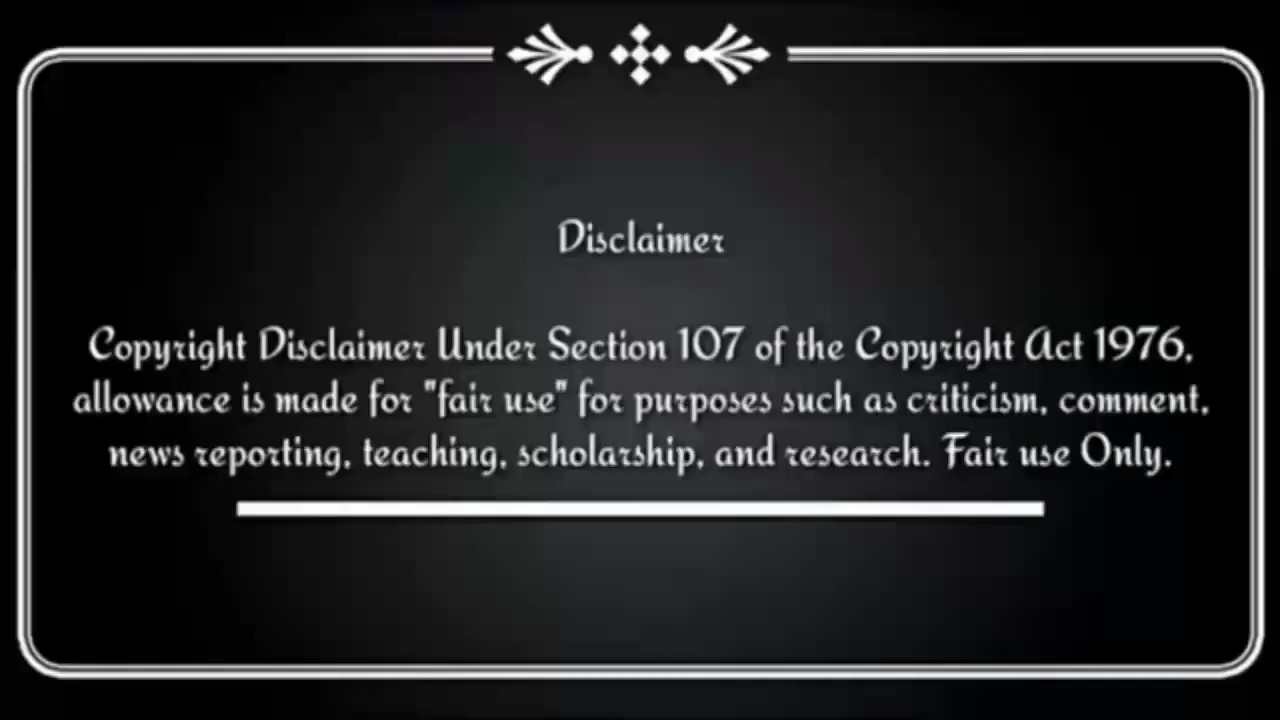 Disclaimer
Copyright Disclaimer Under Section 107 of the Copyright Act 1976,
allowance is made for "fair use" for purposes such as criticism, comment,
news reporting, teaching, scholarship, and research. Fair use Only.